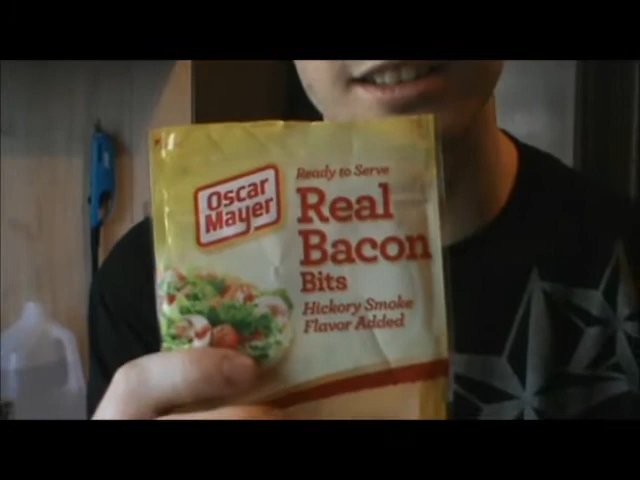 Oscar
Mayer
Ready to Serve
Real
Bacon
Bits
Hickory Smoke
Flavor Added